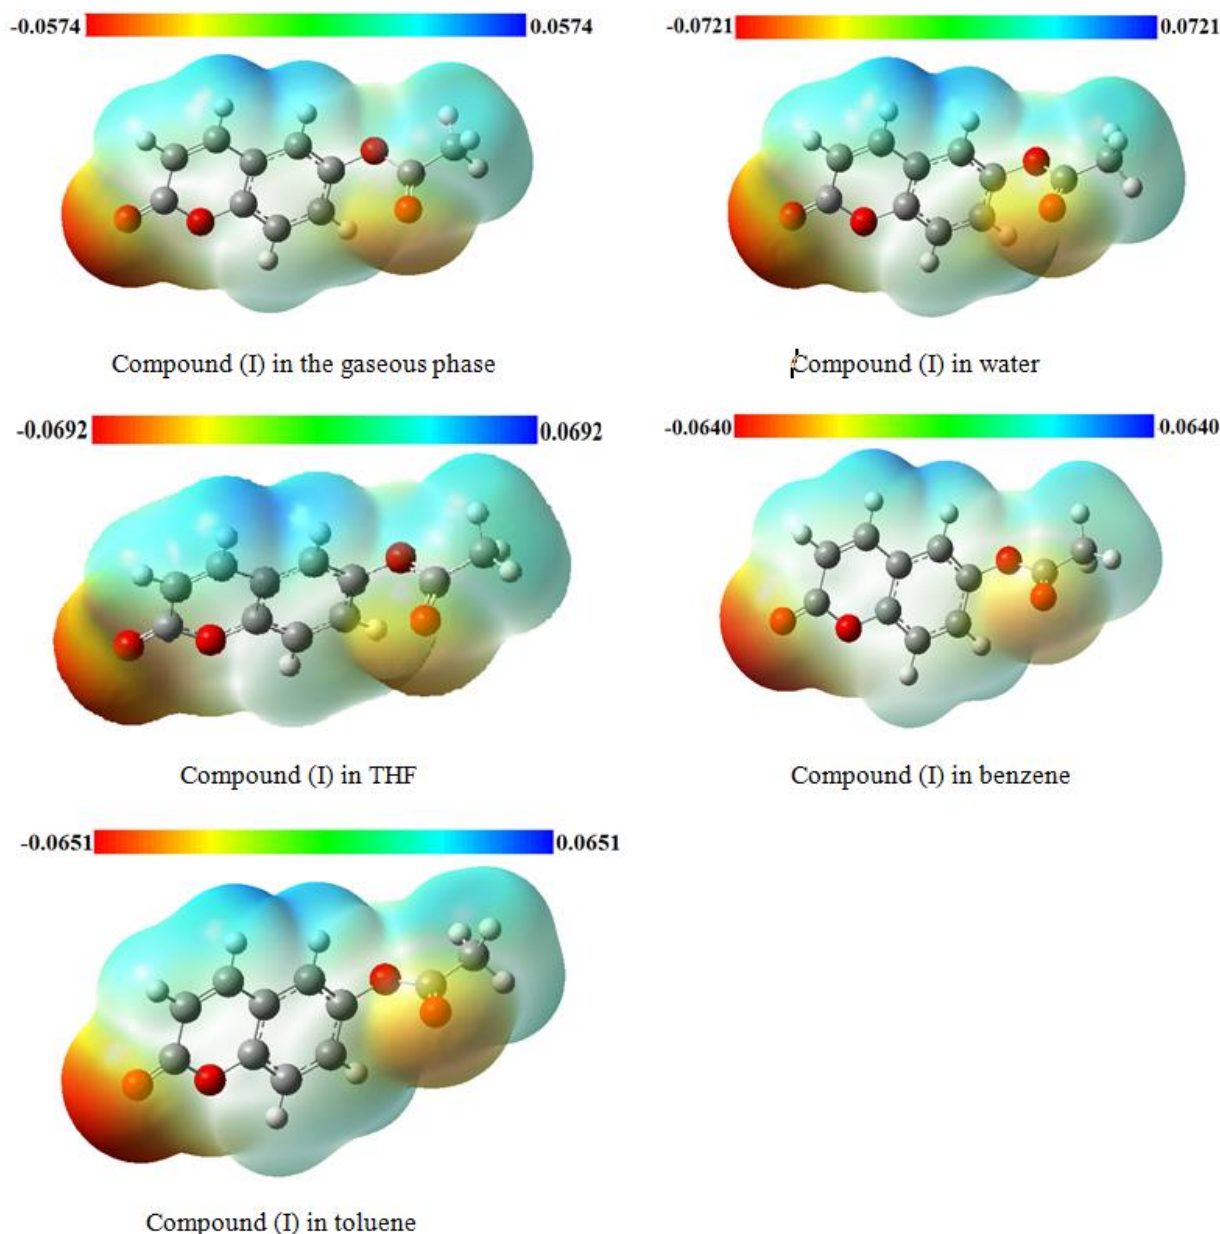 -0.0574 0.0574
-0.0721 0.0721
Compound (I) in the gaseous phase
Compound (I) in water
-0.0692 0.0692
-0.0640 0.0640
Compound (I) in THF
Compound (I) in benzene
-0.0651 0.0651
Compound (I) in toluene